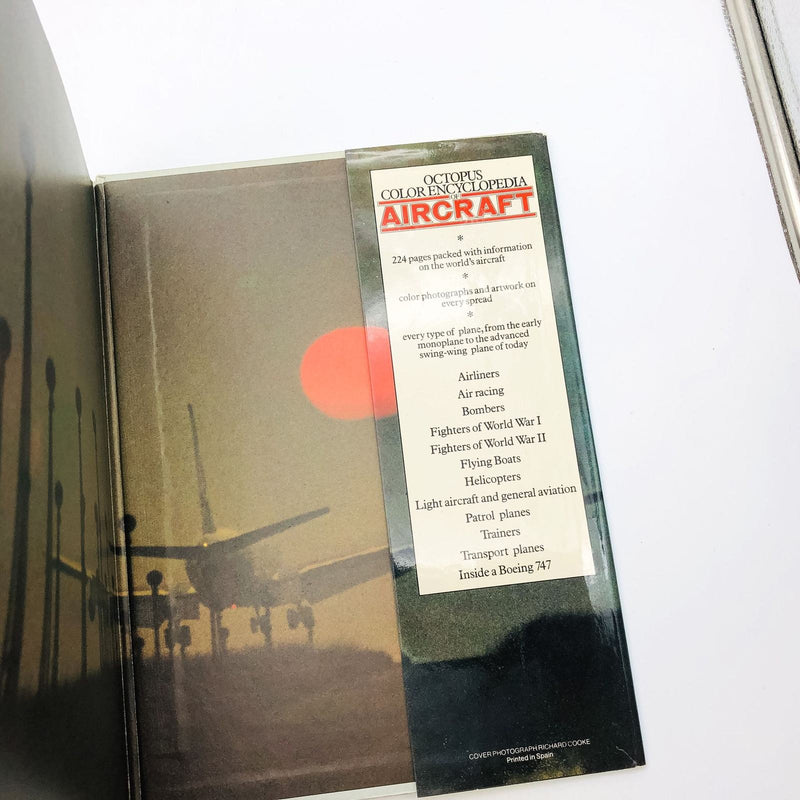 OCTOPUS
COLOR ENCYCLOPEDIA
OF
AIRCRAFT
*
224 pages packed with information
on the world's aircraft
*
color photographs and artwork on
every spread
*
every type of plane, from the early
monoplane to the advanced
swing-wing plane of today
Airliners
Air racing
Bombers
Fighters of World War I
Fighters of World War II
Flying Boats
Helicopters
Light aircraft and general aviation
Patrol planes
Trainers
Transport planes
Inside a Boeing 747
COVER PHOTOGRAPH RICHARD COOKE
Printed in Spain